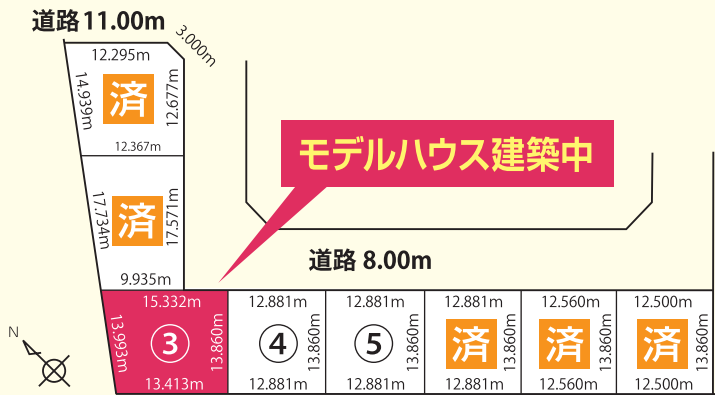 道路11.00m
3.000m
12.295m
14.939m
済
12.677m
12.367m
17.734m
済
17.571m
9.935m
モデルハウス建築中
道路 8.00m
15.332m
13.993m
③
13.860m
13.413m
12.881m
④
13.860m
12.881m
12.881m
⑤
13.860m
12.881m
12.881m
済
13.860m
12.881m
12.560m
済
13.860m
12.560m
12.500m
済
13.860m
12.500m
N